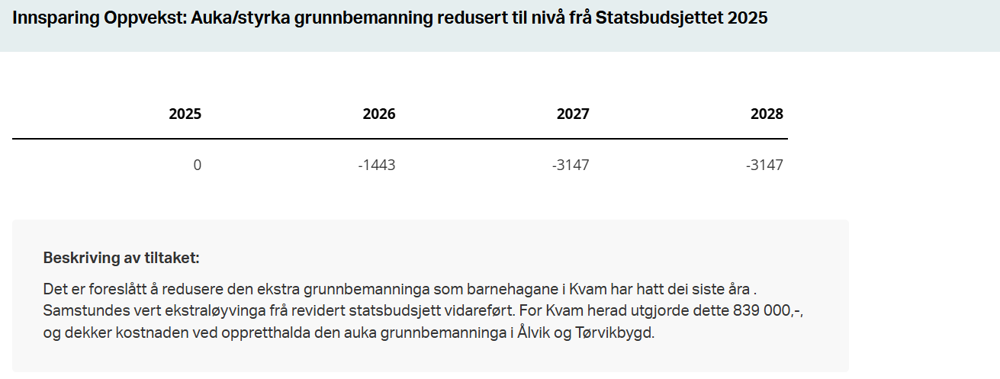 Innsparing Oppvekst: Auka/styrka grunnbemanning redusert til nivå frå Statsbudsjettet 2025
2025 2026 2027 2028
0 -1443 -3147 -3147
Beskriving av tiltaket:
Det er foreslått å redusere den ekstra grunnbemanninga som barnehagane i Kvam har hatt dei siste åra .
Samstundes vert ekstraløyvinga frå revidert statsbudsjett vidareført. For Kvam herad utgjorde dette 839 000,-,
og dekker kostnaden ved oppretthalda den auka grunnbemanninga i Ålvik og Tørvikbygd.